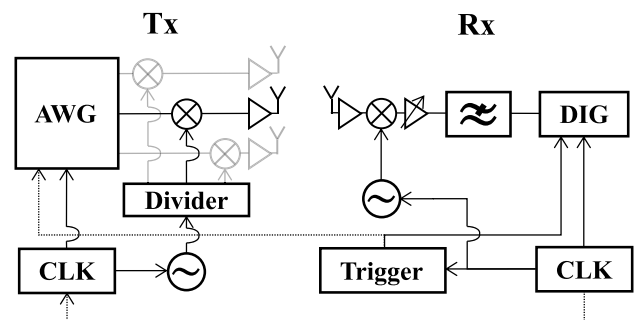 Tx
Rx
AWG
DIG
Divider
CLK
Trigger
CLK